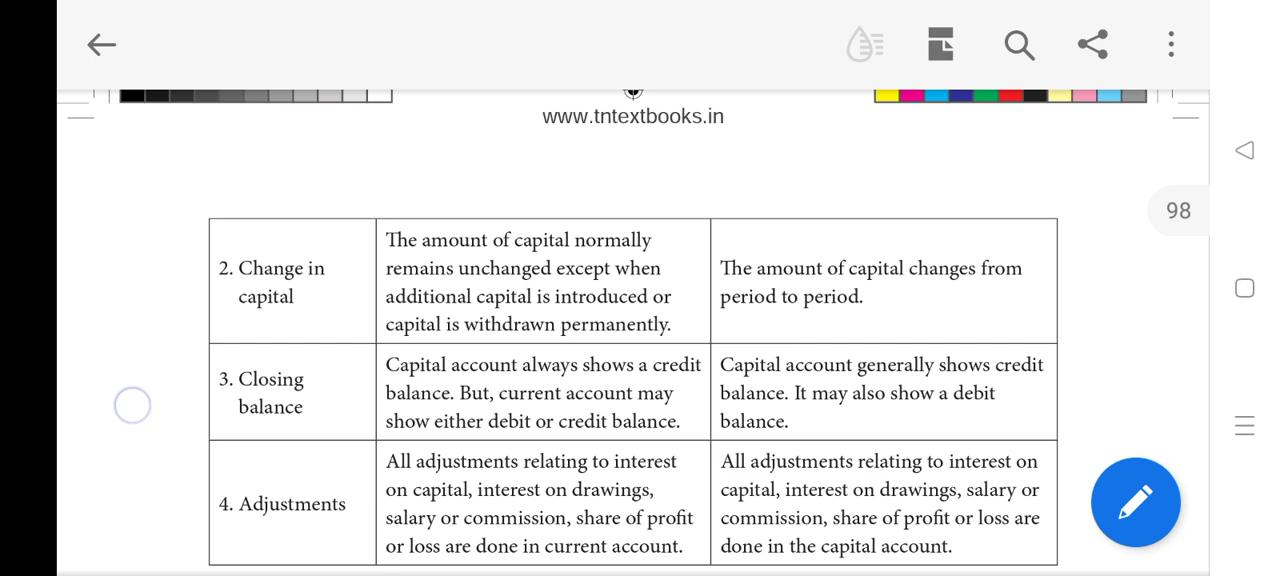 www.tntextbooks.in
98
2. Change in
capital
The amount of capital normally
remains unchanged except when
additional capital is introduced or
capital is withdrawn permanently.
The amount of capital changes from
period to period.
3. Closing
balance
Capital account always shows a credit
balance. But, current account may
show either debit or credit balance.
Capital account generally shows credit
balance. It may also show a debit
balance.
4. Adjustments
All adjustments relating to interest
on capital, interest on drawings,
salary or commission, share of profit
or loss are done in current account.
All adjustments relating to interest on
capital, interest on drawings, salary or
commission, share of profit or loss are
done in the capital account.